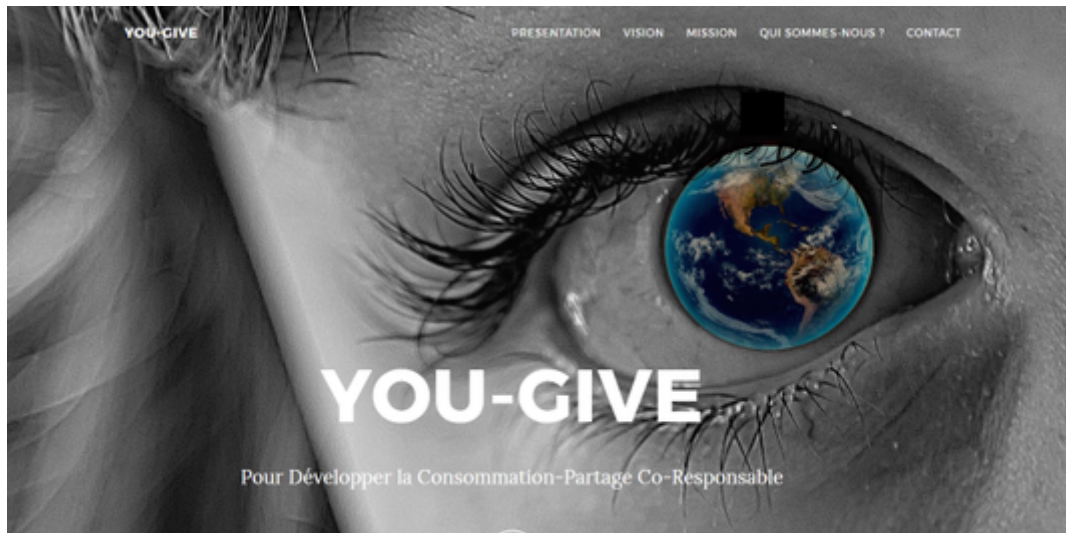 YOU-GIVE
PRESENTATION VISION MISSION QUI SOMMES-NOUS ? CONTACT
YOU-GIVE
Pour Développer la Consommation-Partage Co-Responsable